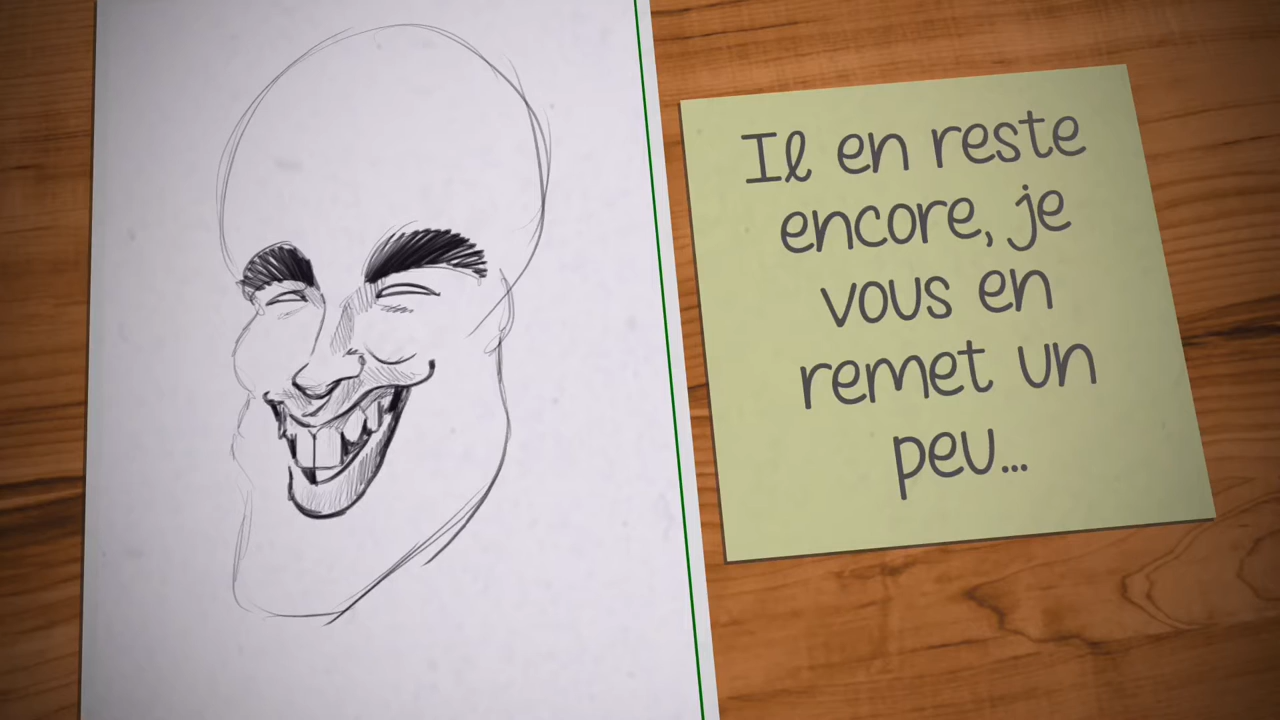 Il en reste
encore, je
vous en
remet un
peu...